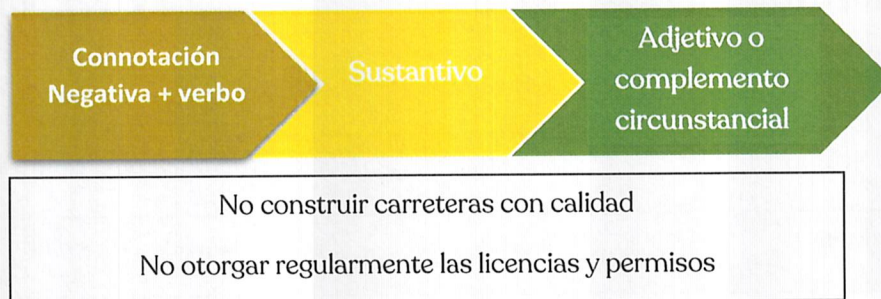 Connotación
Negativa + verbo
Sustantivo
Adjetivo o
complemento
circunstancial
No construir carreteras con calidad
No otorgar regularmente las licencias y permisos